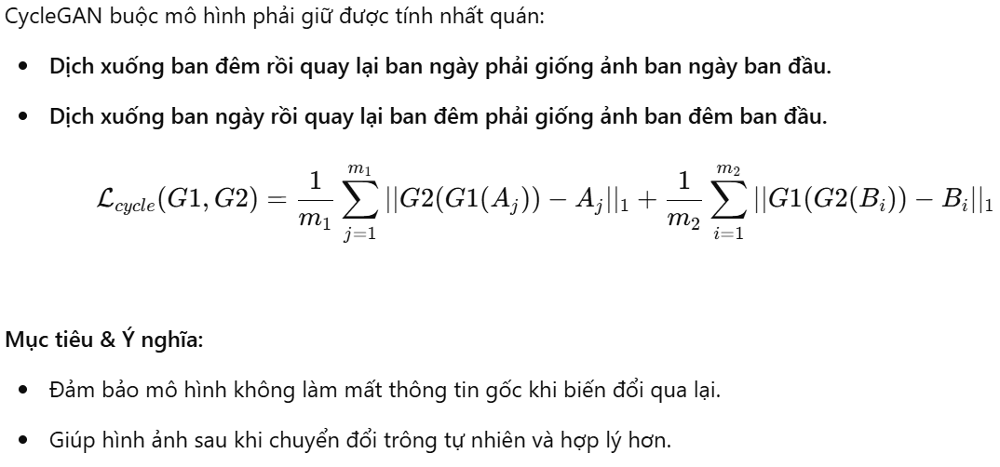 CycleGAN buộc mô hình phải giữ được tính nhất quán:
• Dịch xuống ban đêm rồi quay lại ban ngày phải giống ảnh ban ngày ban đầu.
• Dịch xuống ban ngày rồi quay lại ban đêm phải giống ảnh ban đêm ban đầu.
$\mathcal{L}_{cycle}(G1, G2) = \frac{1}{m_1} \sum_{j=1}^{m_1} ||G2(G1(A_j)) - A_j||_1 + \frac{1}{m_2} \sum_{i=1}^{m_2} ||G1(G2(B_i)) - B_i||_1$
Mục tiêu & Ý nghĩa:
• Đảm bảo mô hình không làm mất thông tin gốc khi biến đổi qua lại.
• Giúp hình ảnh sau khi chuyển đổi trông tự nhiên và hợp lý hơn.